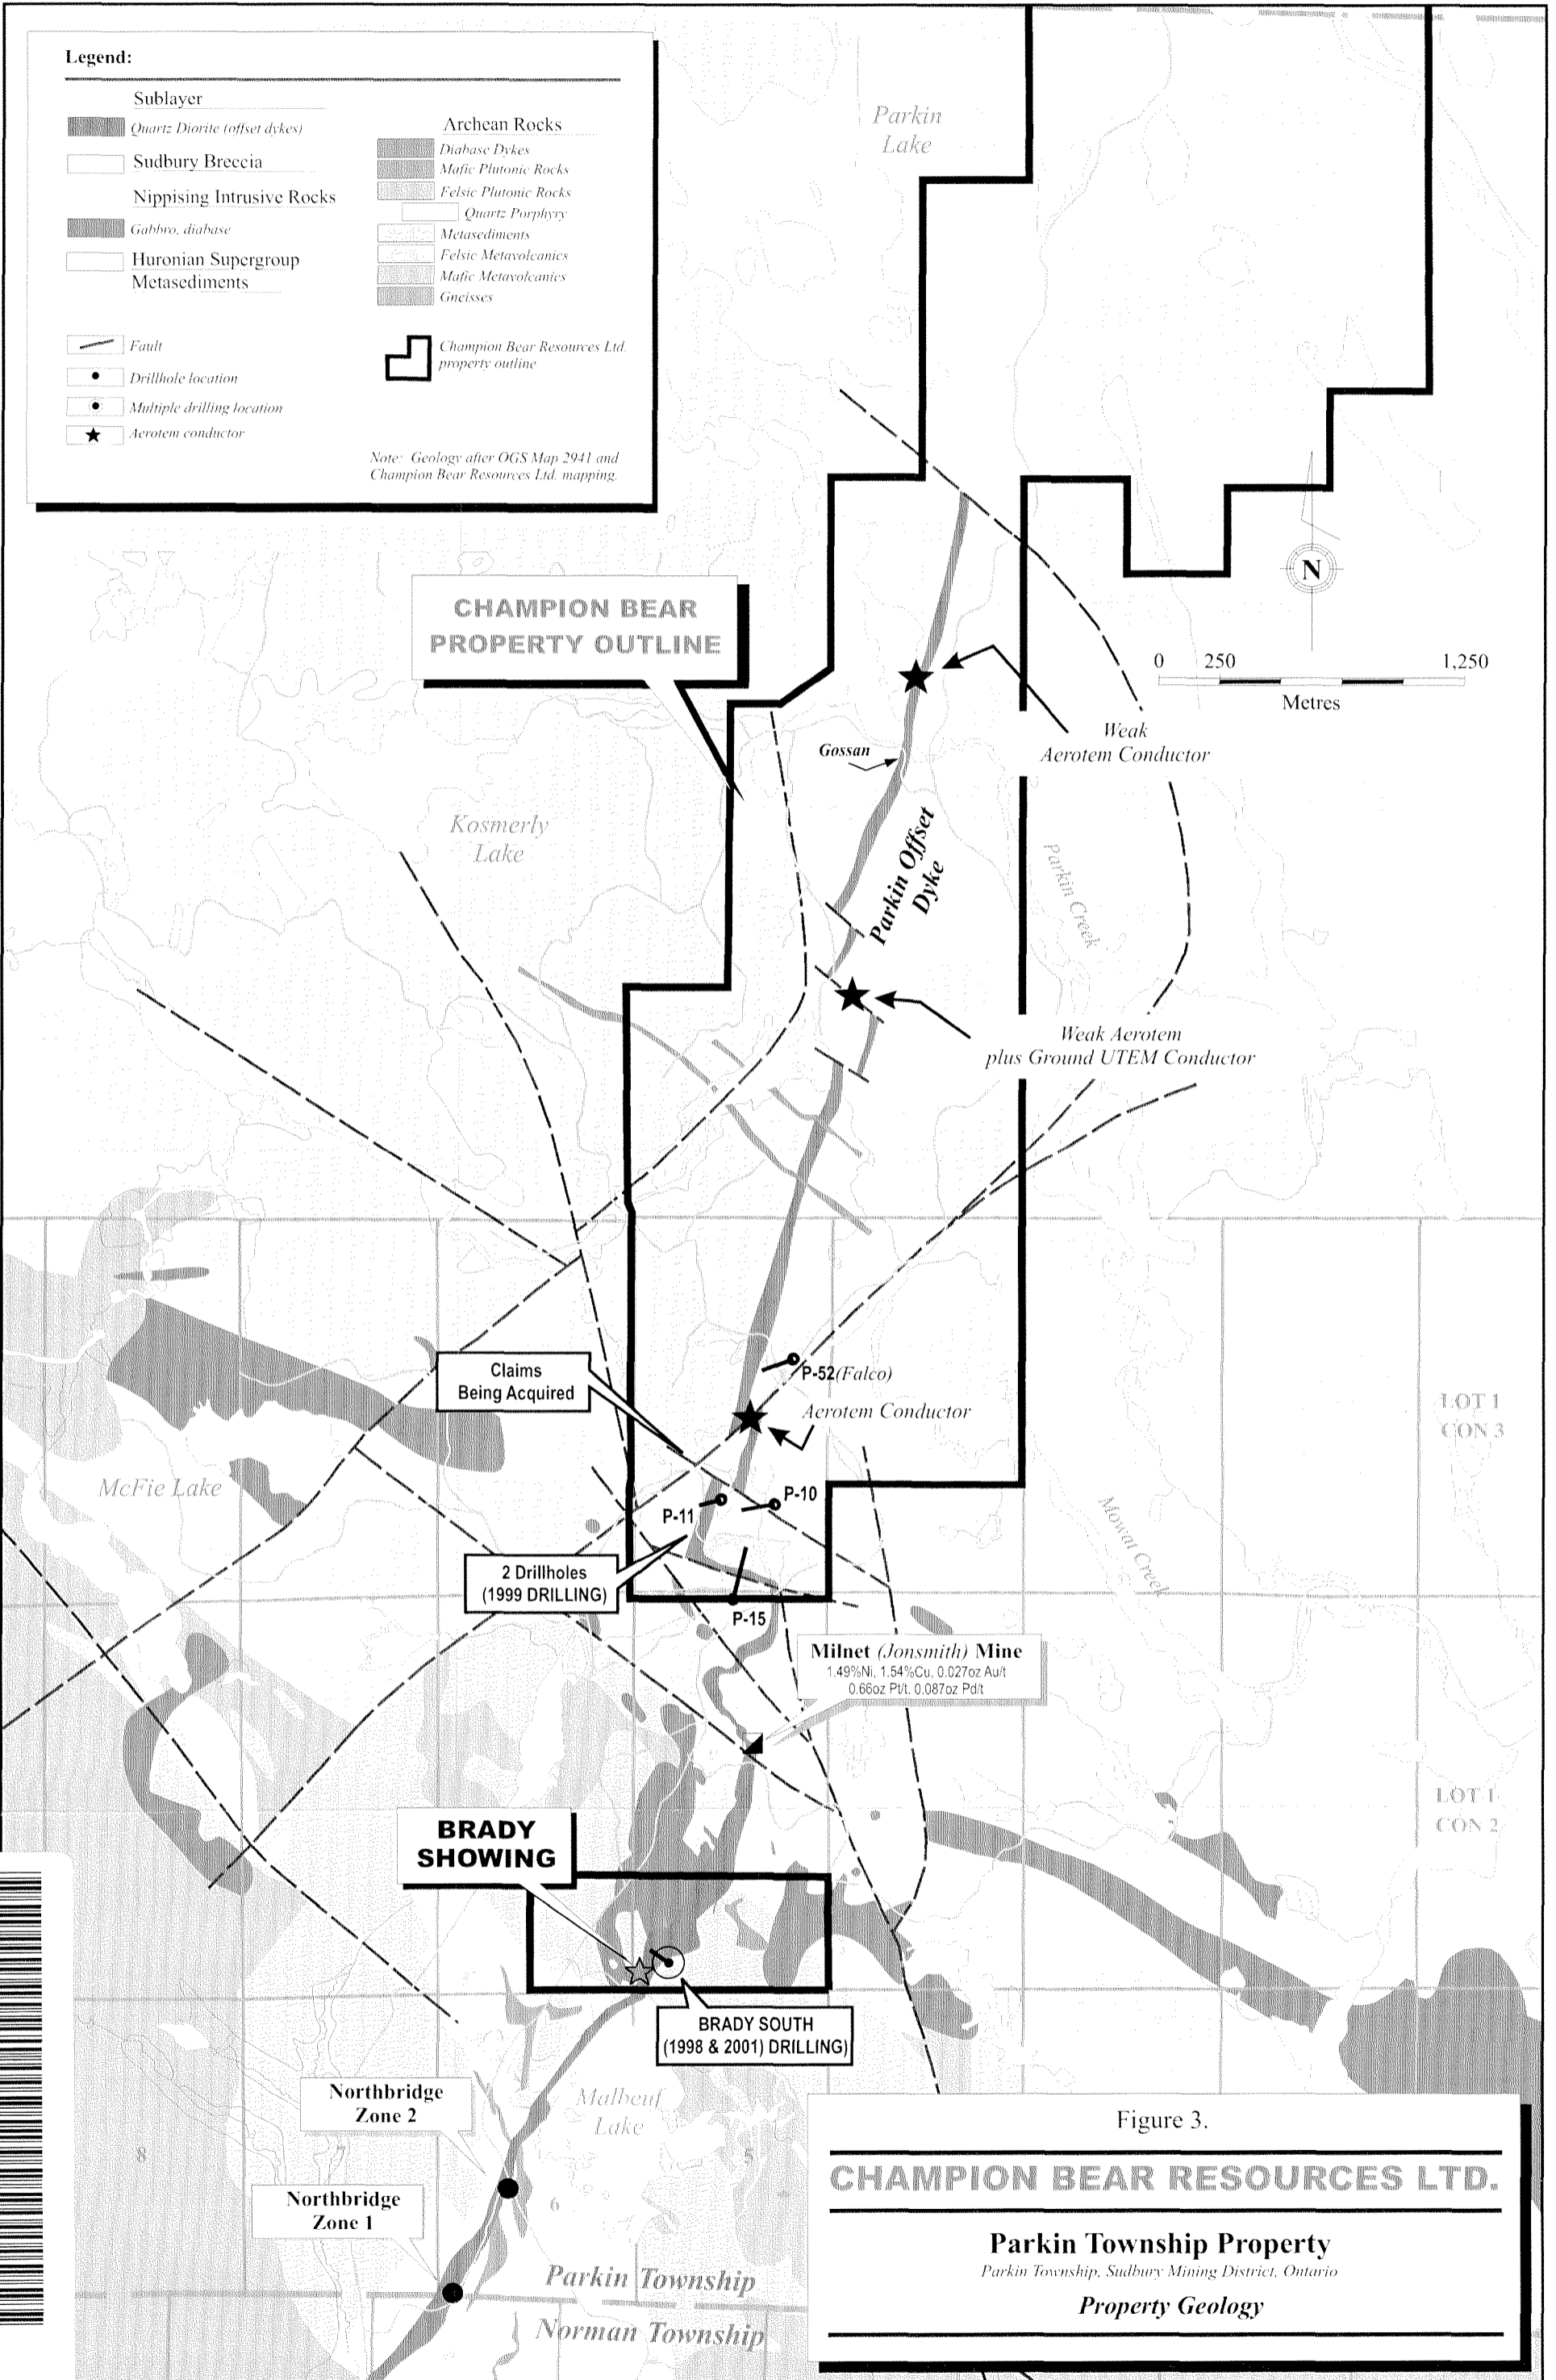 Legend:
Sublayer
Quartz Diorite (offset dykes)
Sudbury Breccia
Nippising Intrusive Rocks
Gabbro, diabase
Huronian Supergroup
Metasediments
Archean Rocks
Diabase Dykes
Mafic Plutonic Rocks
Felsic Plutonic Rocks
Quartz Porphyry
Metasediments
Felsic Metavolcanics
Mafic Metavolcanics
Gneisses
Fault
Drillhole location
Multiple drilling location
Aerotem conductor
Champion Bear Resources Ltd.
property outline
Note: Geology after OGS Map 2941 and
Champion Bear Resources Ltd. mapping.
Parkin
Lake
CHAMPION BEAR
PROPERTY OUTLINE
N
0 250 1,250
Metres
Weak
Aerotem Conductor
Gossan
Kosmerly
Lake
Parkin Offset
Dyke
Parkin Creek
Weak Aerotem
plus Ground UTEM Conductor
Claims
Being Acquired
P-52(Falco)
Aerotem Conductor
LOT 1
CON 3
McFie Lake
P-10
P-11
Mowat Creek
2 Drillholes
(1999 DRILLING)
P-15
Milnet (Jonsmith) Mine
1.49%Ni, 1.54%Cu, 0.027oz Au/t
0.66oz Pt/t, 0.087oz Pd/t
LOT 1
CON 2
BRADY
SHOWING
BRADY SOUTH
(1998 & 2001) DRILLING)
Northbridge
Zone 2
Malbeuf
Lake
8
7
5
6
Northbridge
Zone 1
Parkin Township
Norman Township
Figure 3.
CHAMPION BEAR RESOURCES LTD.
Parkin Township Property
Parkin Township, Sudbury Mining District, Ontario
Property Geology